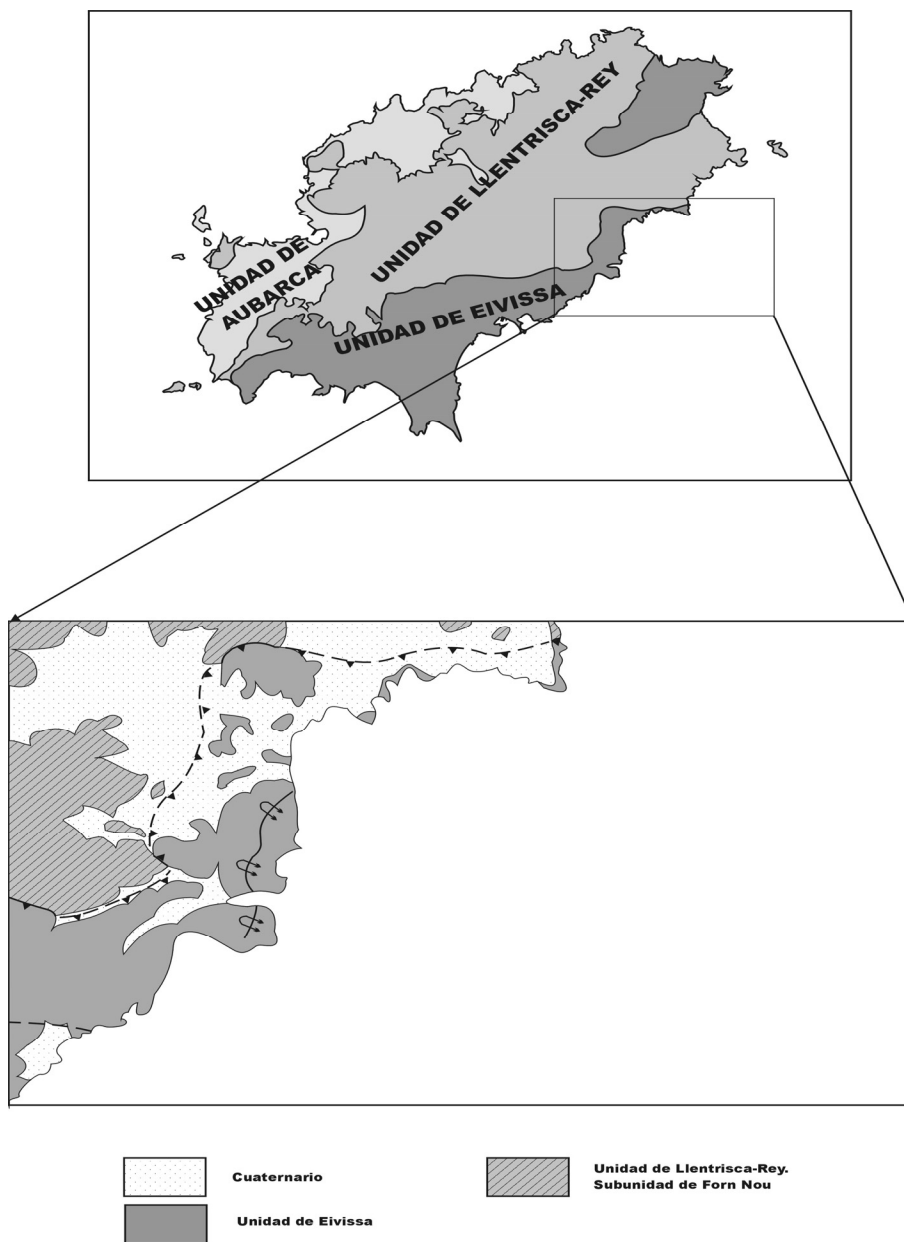 UNIDAD DE LLENTRISCA-REY
UNIDAD DE
AUBARCA
UNIDAD DE EIVISSA
Cuaternario
Unidad de Eivissa
Unidad de Llentrisca-Rey.
Subunidad de Forn Nou